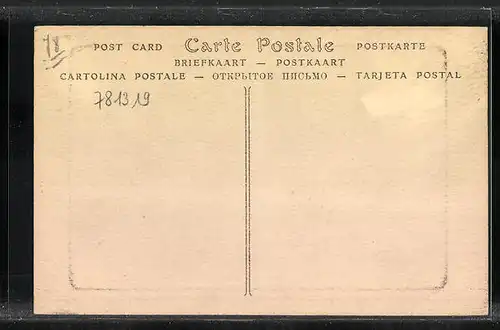 POST CARD Carte Postale POSTKARTE
BRIEFKAART — POSTKAART
CARTOLINA POSTALE — ОТКРЫТОЕ ПИСЬМО — TARJETA POSTAL
781319